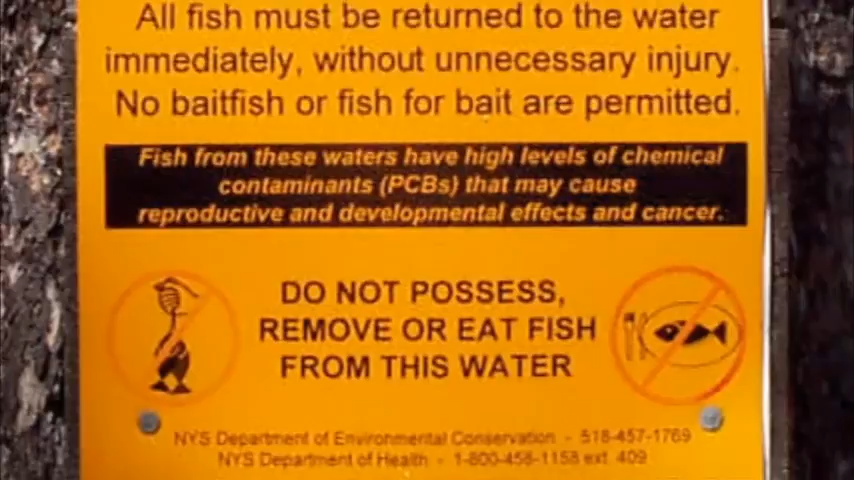 All fish must be returned to the water
immediately, without unnecessary injury.
No baitfish or fish for bait are permitted.
Fish from these waters have high levels of chemical
contaminants (PCBs) that may cause
reproductive and developmental effects and cancer.
DO NOT POSSESS,
REMOVE OR EAT FISH
FROM THIS WATER
NYS Department of Environmental Conservation - 518-457-1769
NYS Department of Health - 1-800-458-1158 ext. 409